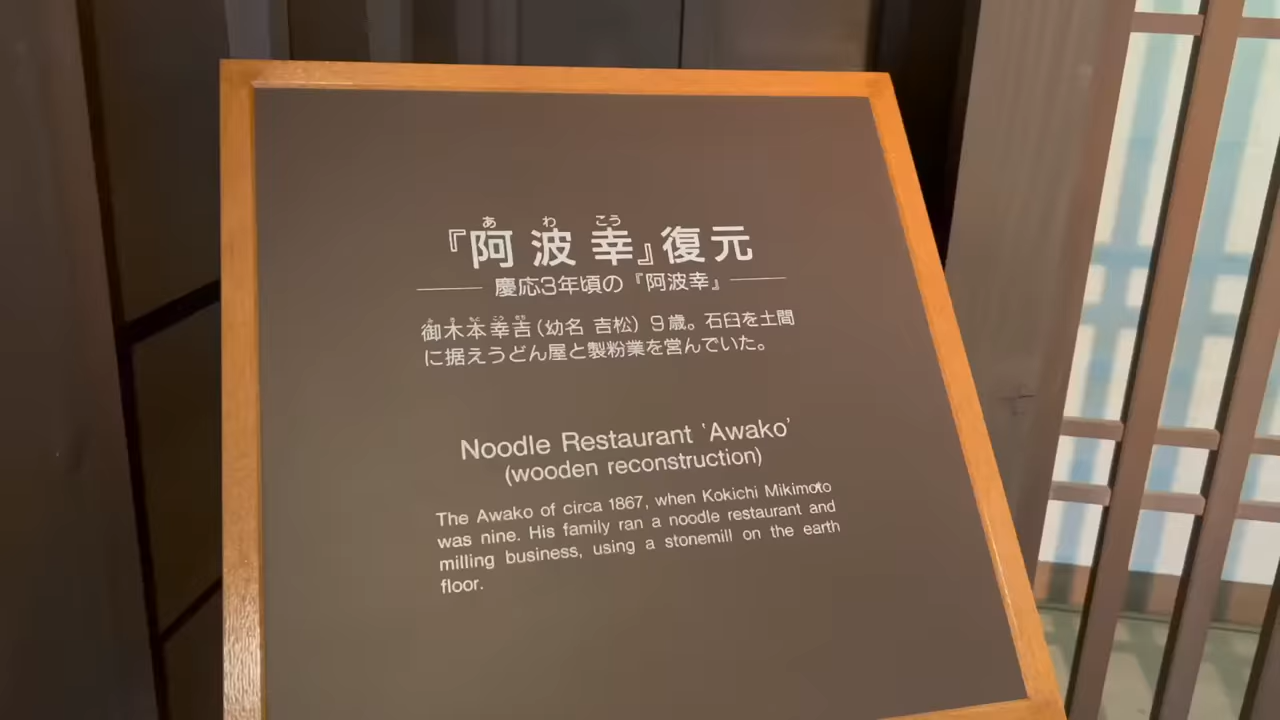 『阿波幸』復元
慶応3年頃の『阿波幸』
御木本幸吉(幼名 吉松) 9歳。石臼を土間
に据えうどん屋と製粉業を営んでいた。
Noodle Restaurant 'Awako'
(wooden reconstruction)
The Awako of circa 1867, when Kokichi Mikimoto
was nine. His family ran a noodle restaurant and
milling business, using a stonemill on the earth
floor.